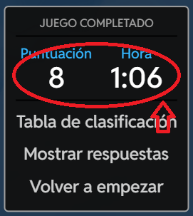 JUEGO COMPLETADO
Puntuación Hora
8 1:06
Tabla de clasificación
Mostrar respuestas
Volver a empezar